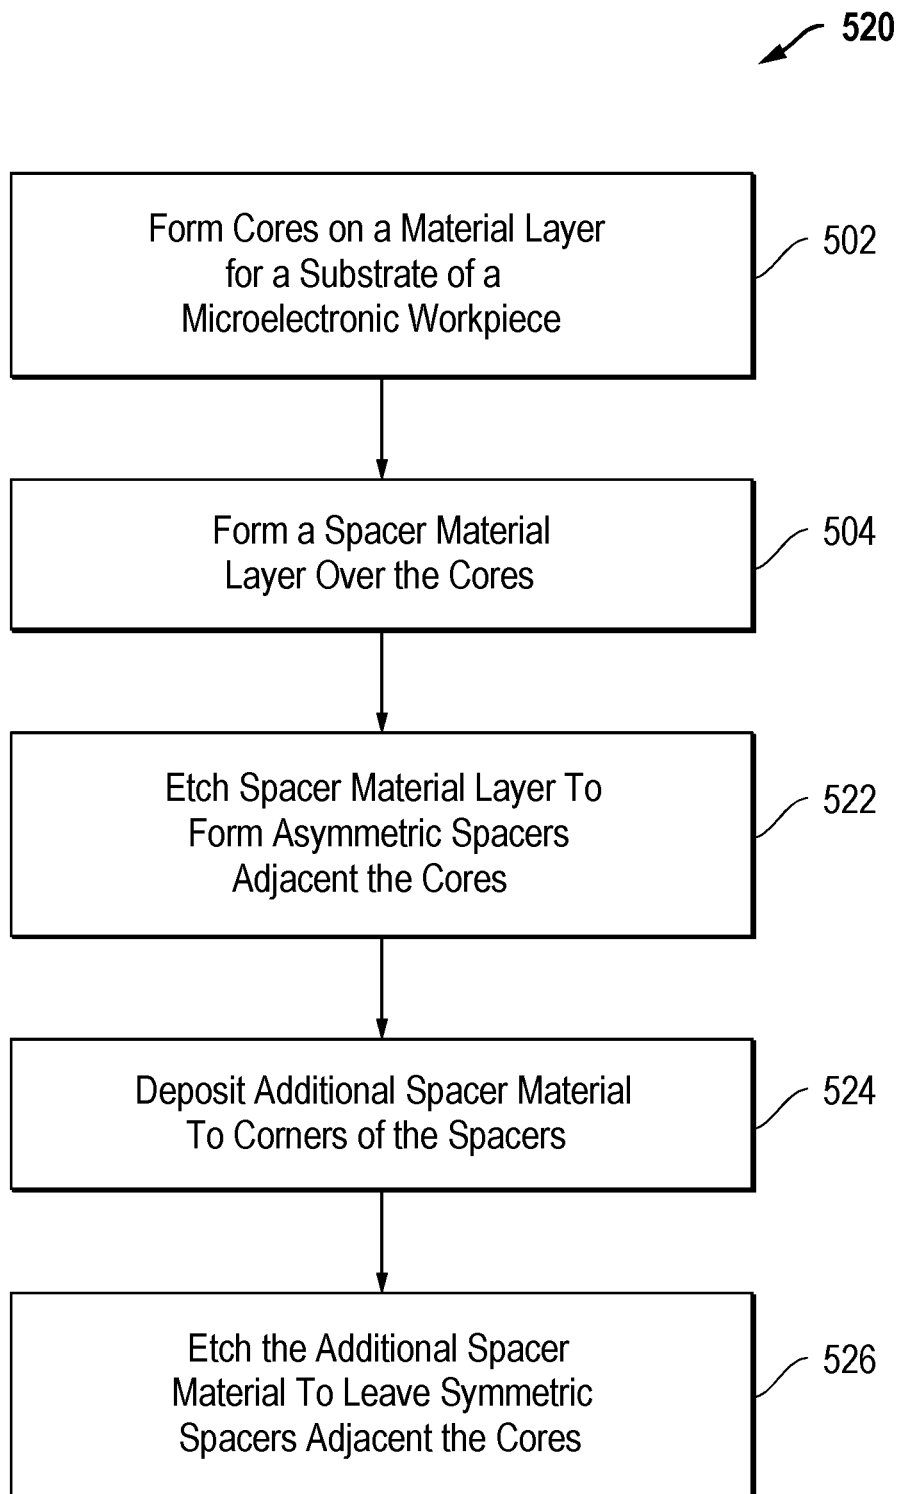 520
Form Cores on a Material Layer
for a Substrate of a
Microelectronic Workpiece
502
Form a Spacer Material
Layer Over the Cores
504
Etch Spacer Material Layer To
Form Asymmetric Spacers
Adjacent the Cores
522
Deposit Additional Spacer Material
To Corners of the Spacers
524
Etch the Additional Spacer
Material To Leave Symmetric
Spacers Adjacent the Cores
526